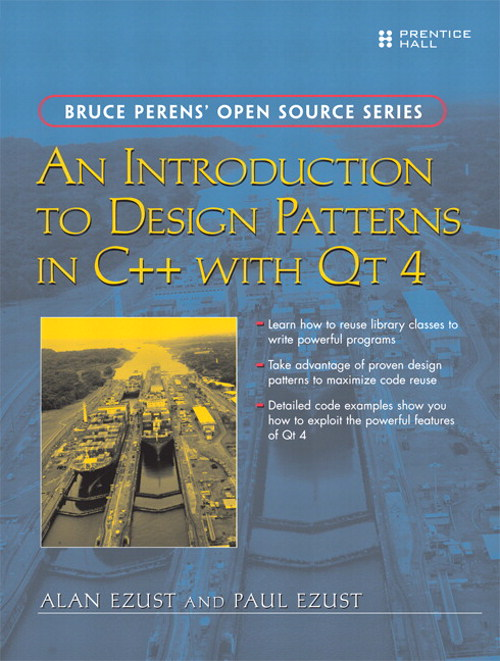 PRENTICE
HALL
BRUCE PERENS' OPEN SOURCE SERIES
AN INTRODUCTION
TO DESIGN PATTERNS
IN C++ WITH QT 4
Learn how to reuse library classes to
write powerful programs
Take advantage of proven design
patterns to maximize code reuse
Detailed code examples show you
how to exploit the powerful features
of Qt 4
ALAN EZUST AND PAUL EZUST